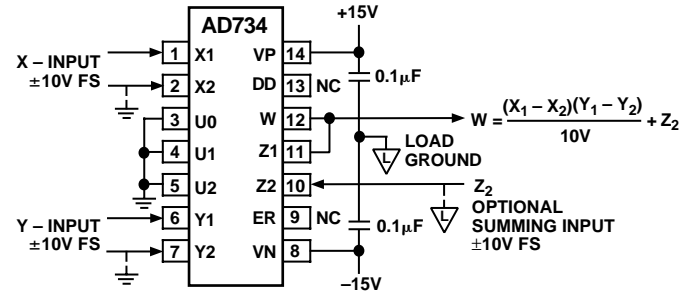 AD734
+15V
X – INPUT
±10V FS
1 X1
2 X2
3 U0
4 U1
5 U2
Y – INPUT
±10V FS
6 Y1
7 Y2
VP 14
DD 13 NC
W 12
Z1 11
Z2 10
ER 9 NC
VN 8
0.1µF
L LOAD
GROUND
W = (X1 – X2)(Y1 – Y2) / 10V + Z2
Z2
L OPTIONAL
SUMMING INPUT
±10V FS
0.1µF
–15V